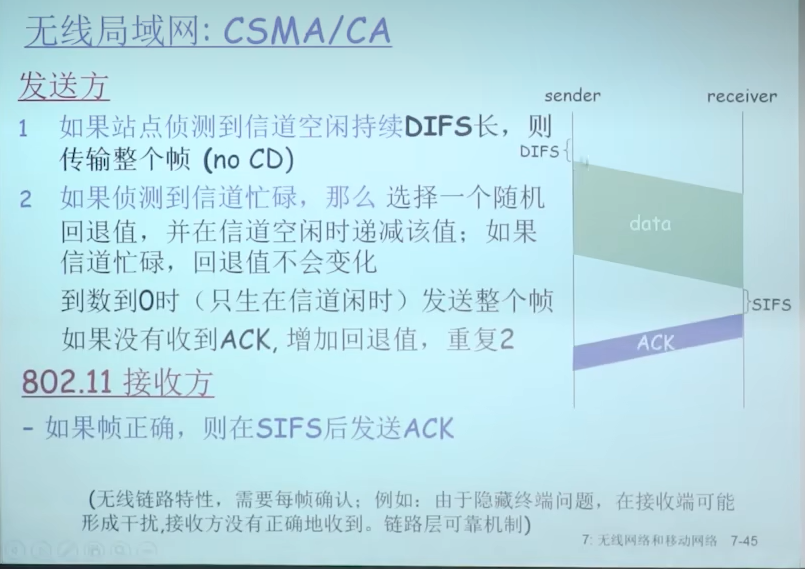 无线局域网: CSMA/CA
发送方
1 如果站点侦测到信道空闲持续DIFS长，则
传输整个帧 (no CD)
2 如果侦测到信道忙碌，那么 选择一个随机
回退值，并在信道空闲时递减该值；如果
信道忙碌，回退值不会变化
到数到0时（只生在信道闲时）发送整个帧
如果没有收到ACK, 增加回退值，重复2
802.11 接收方
- 如果帧正确，则在SIFS后发送ACK
sender
receiver
DIFS
data
SIFS
ACK
(无线链路特性，需要每帧确认；例如：由于隐藏终端问题，在接收端可能
形成干扰,接收方没有正确地收到。链路层可靠机制)
7: 无线网络和移动网络 7-45